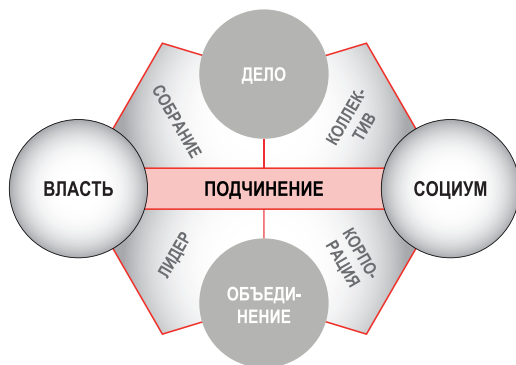 ДЕЛО
СОБРАНИЕ
КОЛЛЕК-
ТИВ
ВЛАСТЬ
ПОДЧИНЕНИЕ
СОЦИУМ
ЛИДЕР
КОРПО-
РАЦИЯ
ОБЪЕДИ-
НЕНИЕ